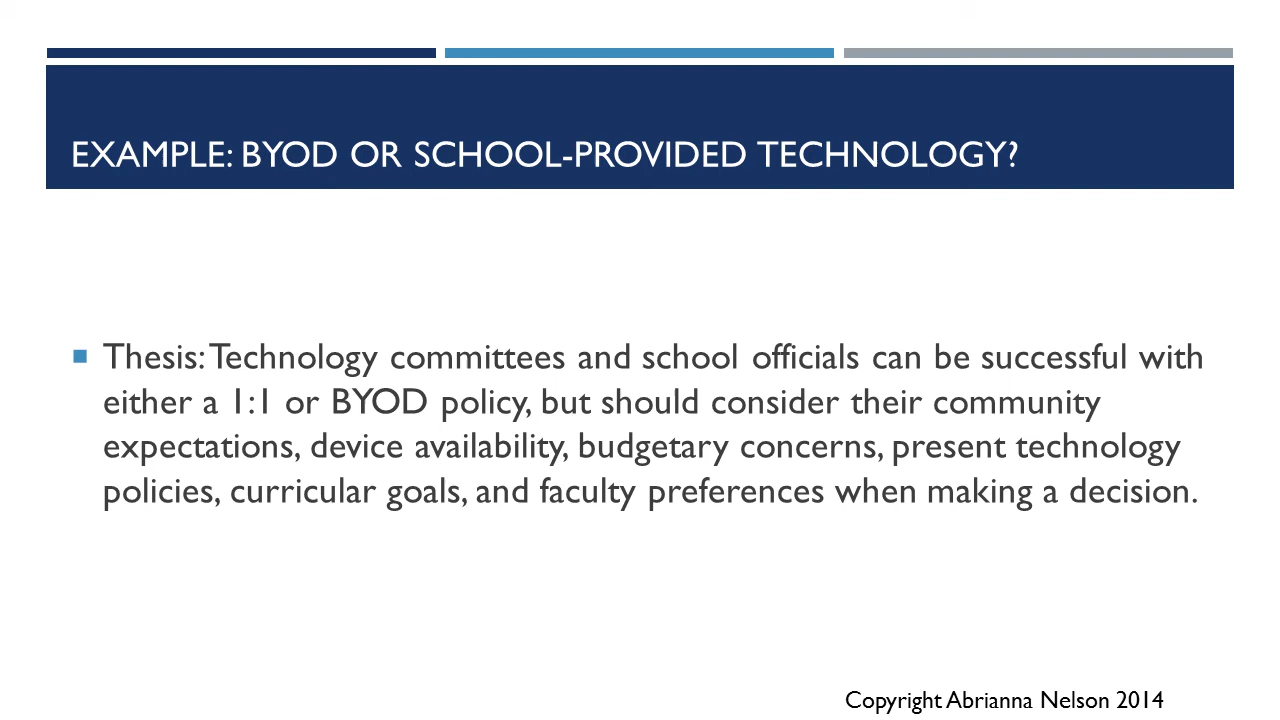 EXAMPLE: BYOD OR SCHOOL-PROVIDED TECHNOLOGY?
Thesis: Technology committees and school officials can be successful with
either a 1:1 or BYOD policy, but should consider their community
expectations, device availability, budgetary concerns, present technology
policies, curricular goals, and faculty preferences when making a decision.
Copyright Abrianna Nelson 2014